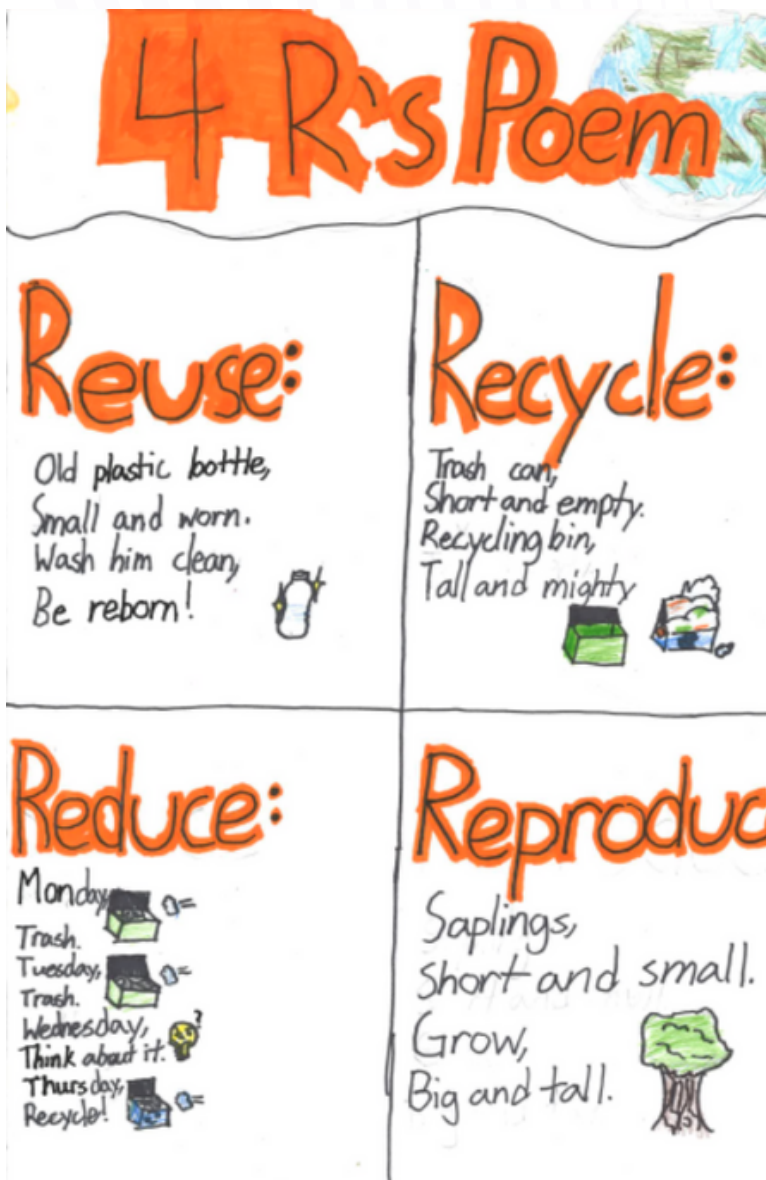 4 R's Poem
Reuse:
Old plastic bottle,
Small and worn.
Wash him clean,
Be reborn!
Recycle:
Trash can,
Short and empty.
Recycling bin,
Tall and mighty
Reduce:
Monday,
Trash.
Tuesday,
Trash.
Wednesday,
Think about it.
?
Thursday,
Recycle!
Reproduc
Saplings,
short and small.
Grow,
Big and tall.